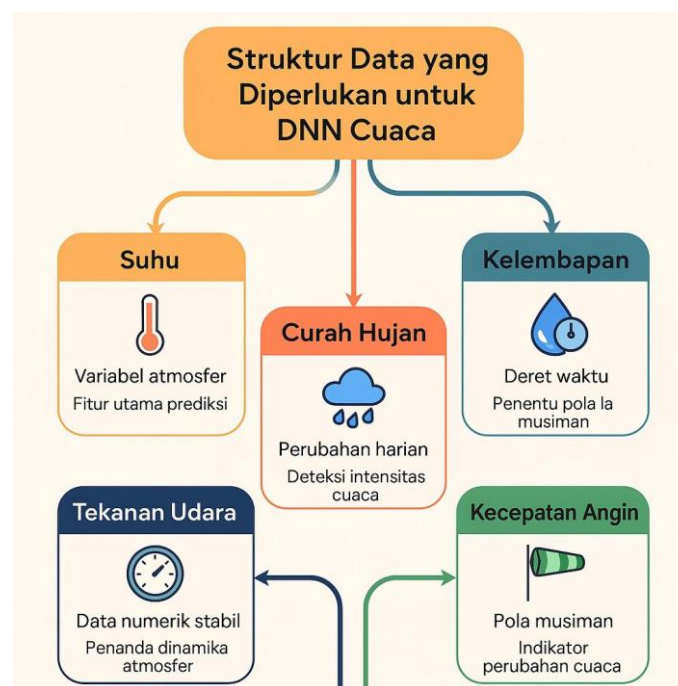 Struktur Data yang
Diperlukan untuk
DNN Cuaca
Suhu
Variabel atmosfer
Fitur utama prediksi
Curah Hujan
Perubahan harian
Deteksi intensitas
cuaca
Kelembapan
Deret waktu
Penentu pola la
musiman
Tekanan Udara
Data numerik stabil
Penanda dinamika
atmosfer
Kecepatan Angin
Pola musiman
Indikator
perubahan cuaca